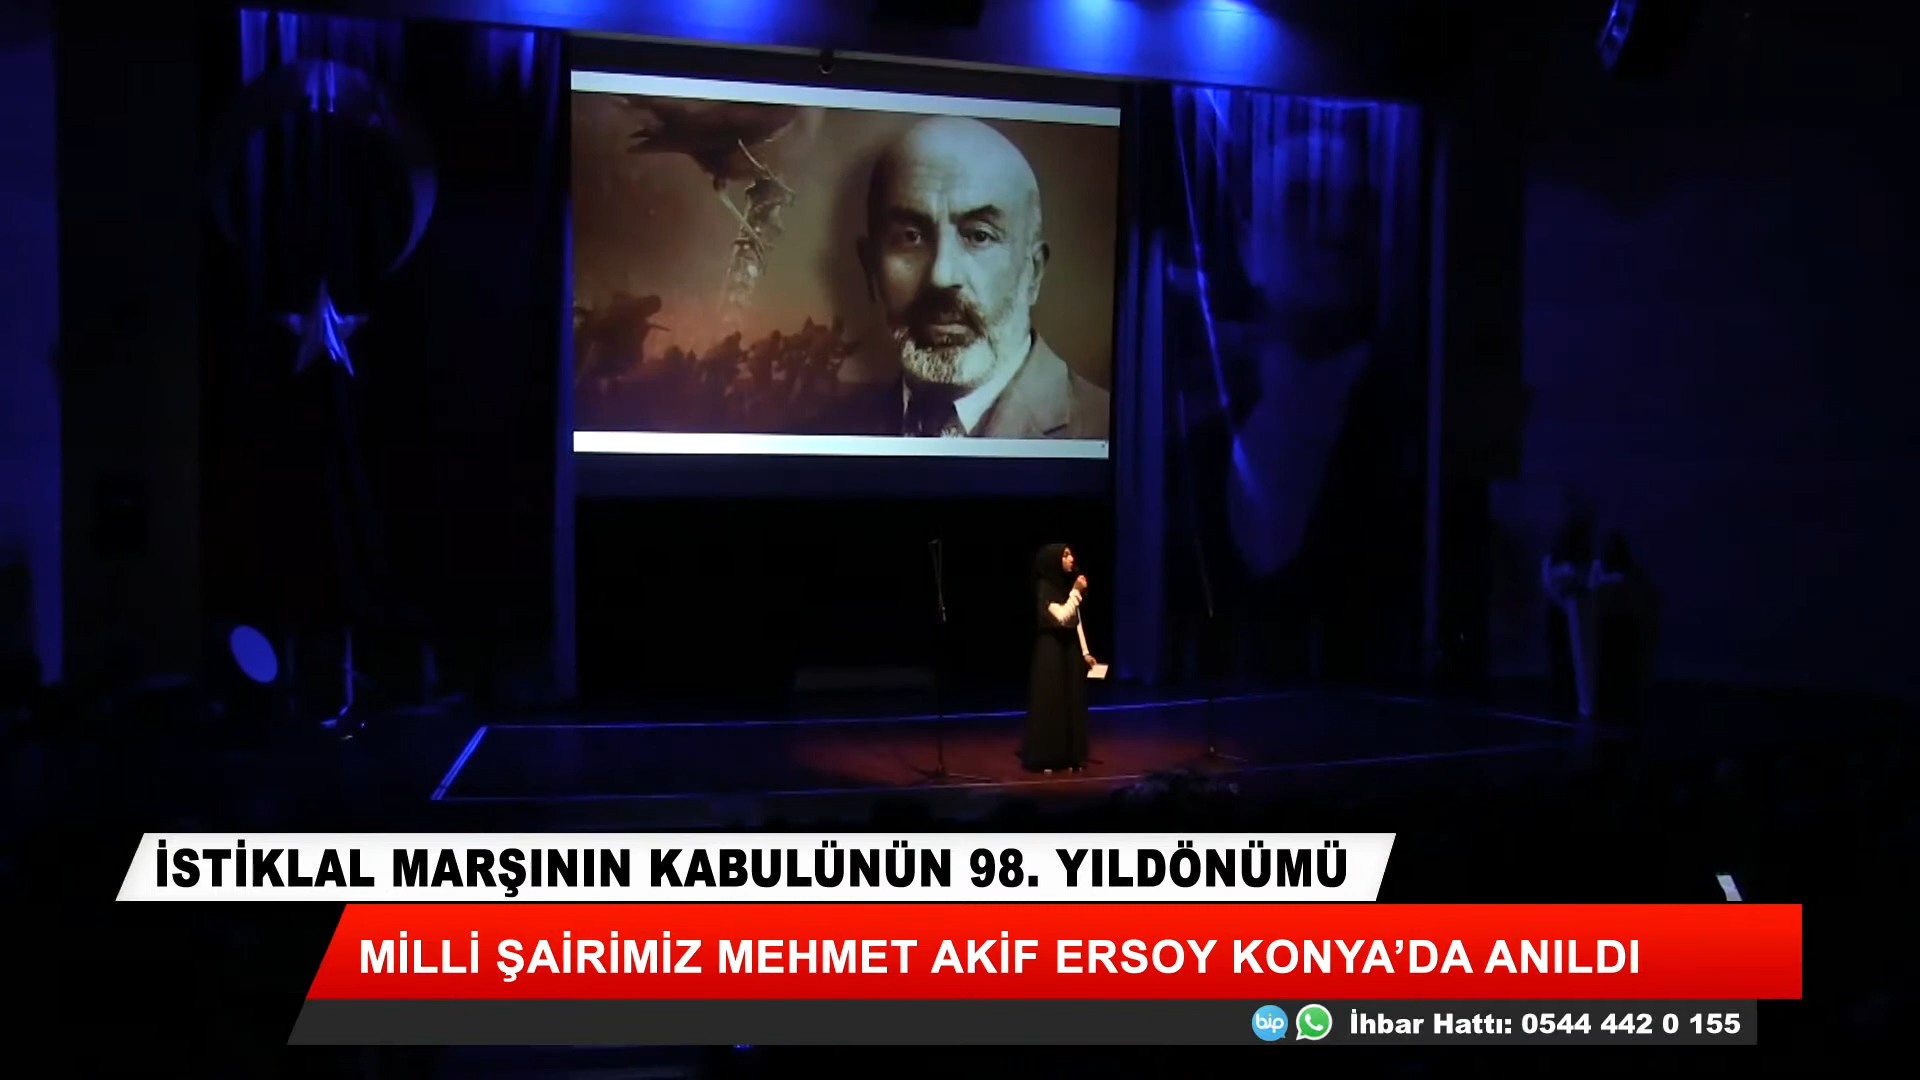 İSTİKLAL MARŞININ KABULÜNÜN 98. YILDÖNÜMÜ
MİLLİ ŞAİRİMİZ MEHMET AKİF ERSOY KONYA’DA ANILDI
bip İhbar Hattı: 0544 442 0 155